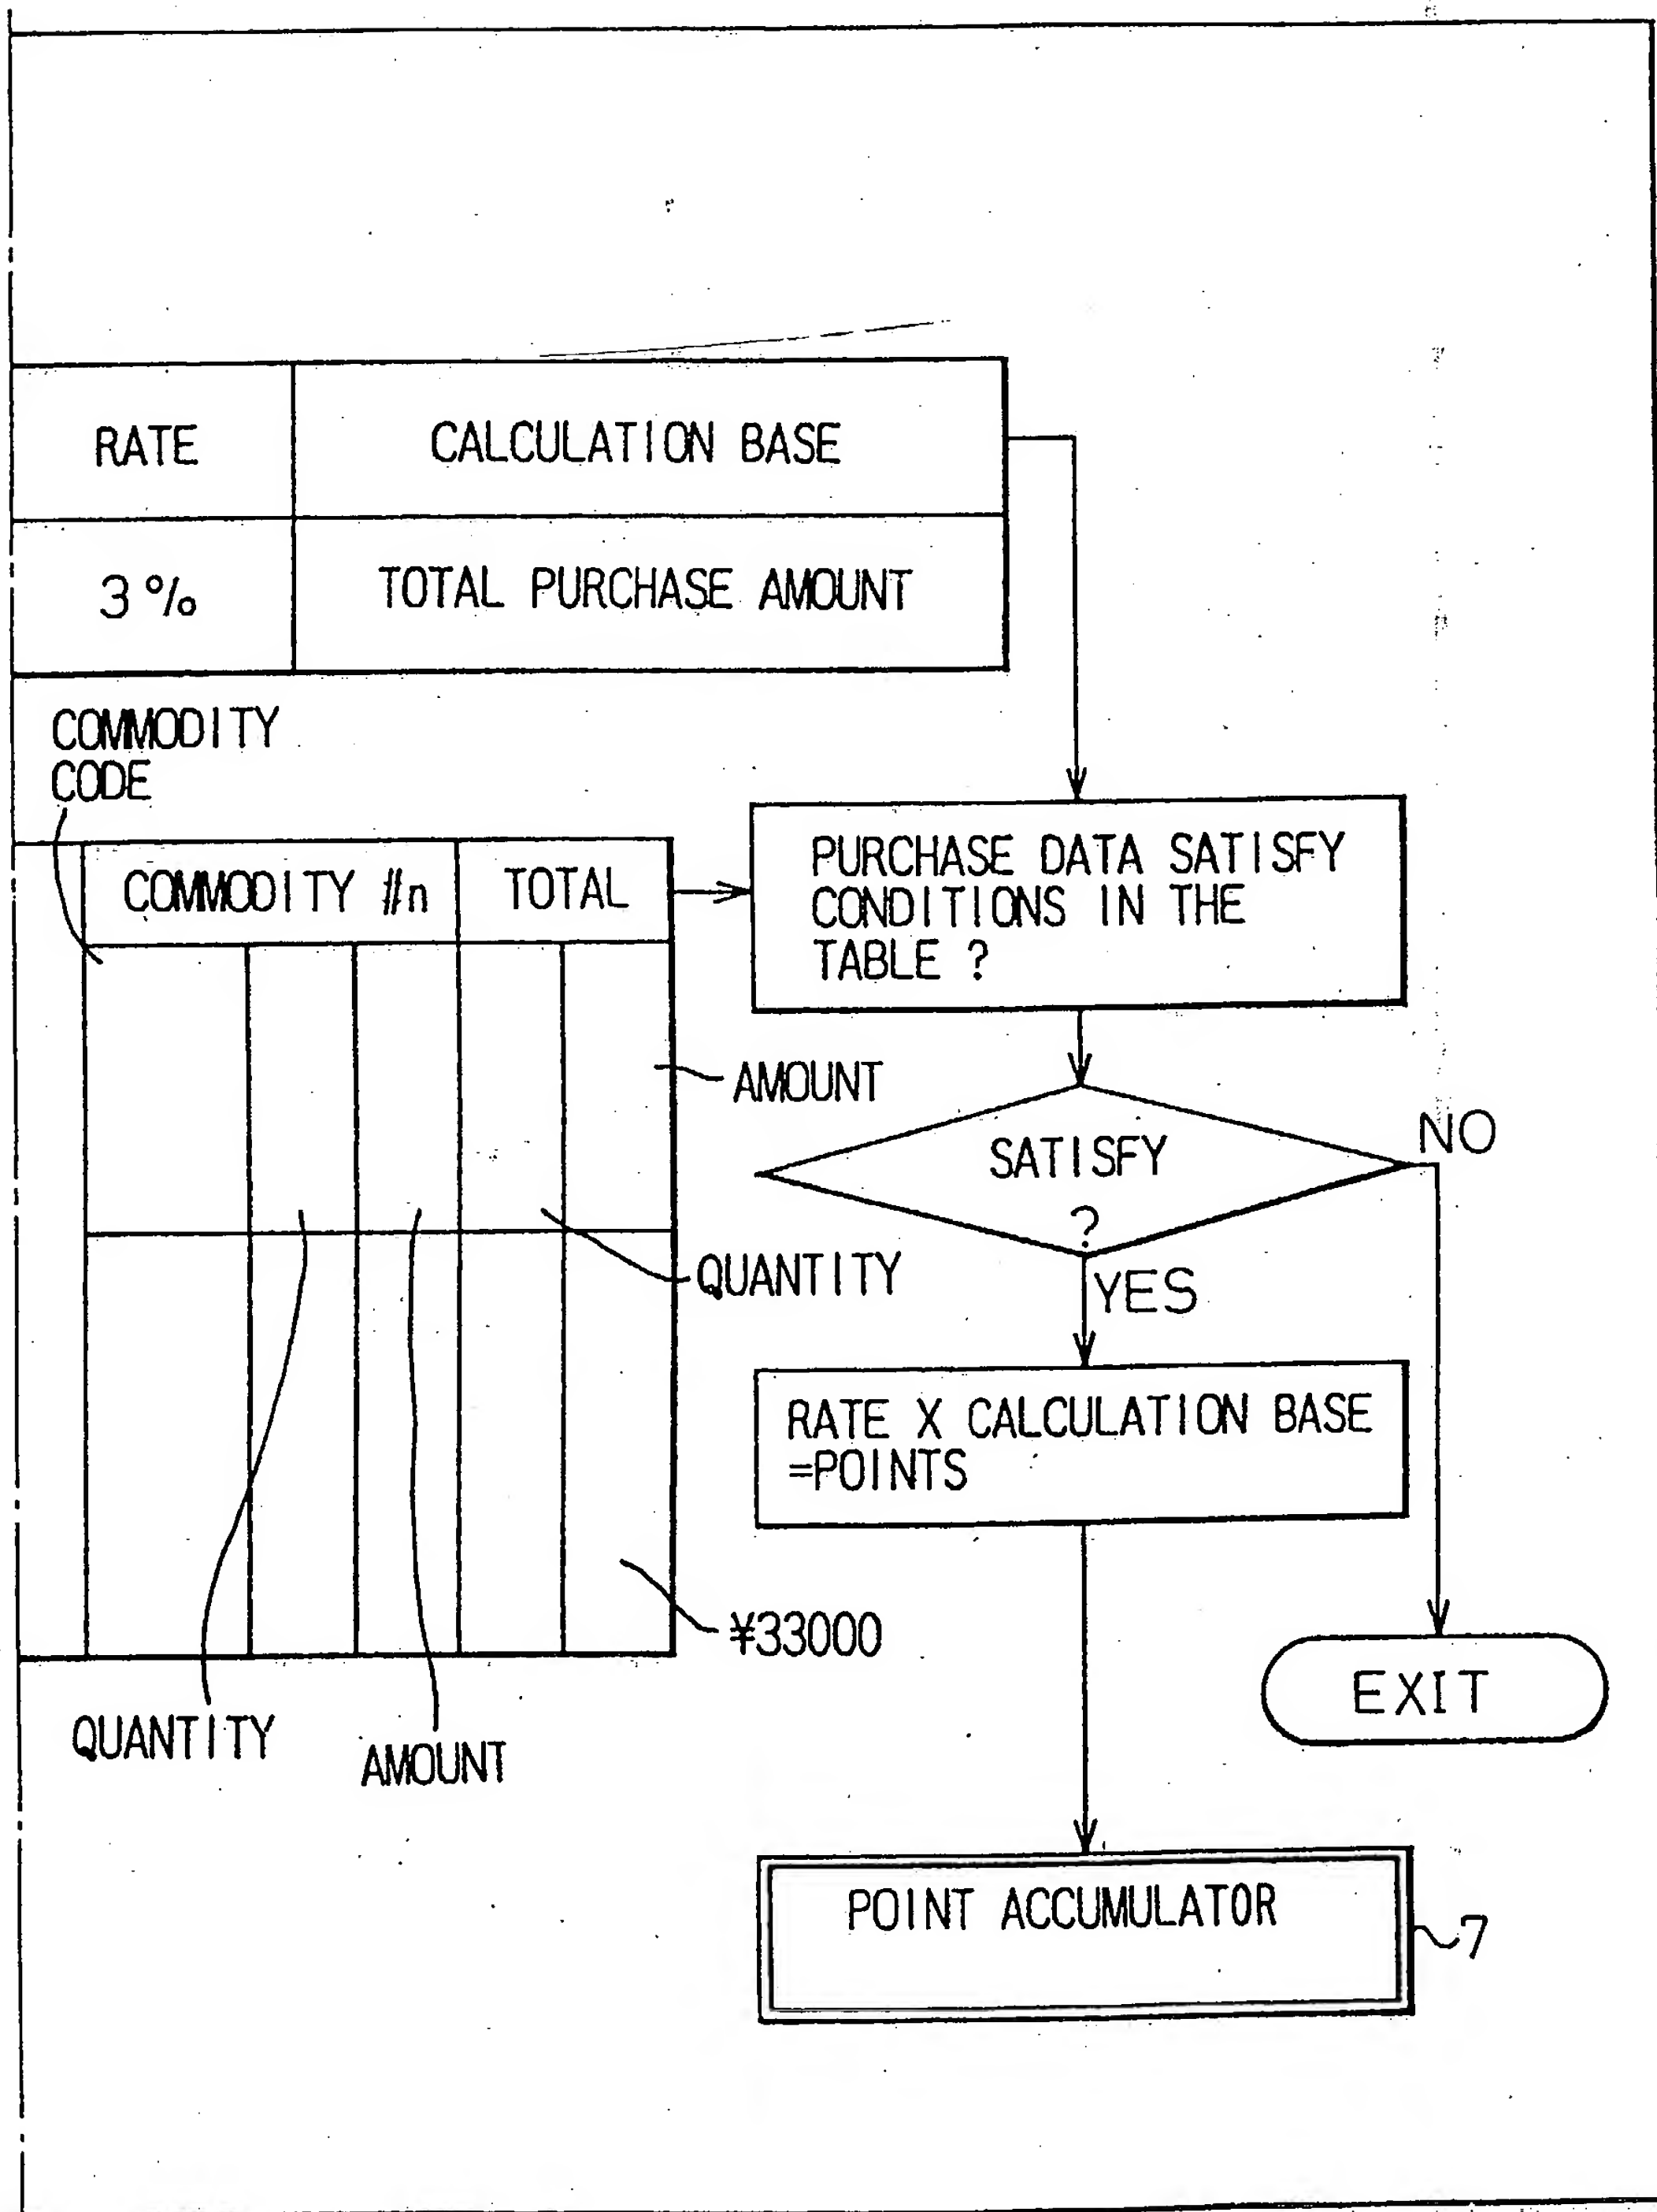 RATE
CALCULATION BASE
3%
TOTAL PURCHASE AMOUNT
COMMODITY
CODE
COMMODITY #n
TOTAL
PURCHASE DATA SATISFY
CONDITIONS IN THE
TABLE ?
AMOUNT
SATISFY
?
NO
QUANTITY
YES
RATE X CALCULATION BASE
=POINTS
¥33000
EXIT
QUANTITY
AMOUNT
POINT ACCUMULATOR
7